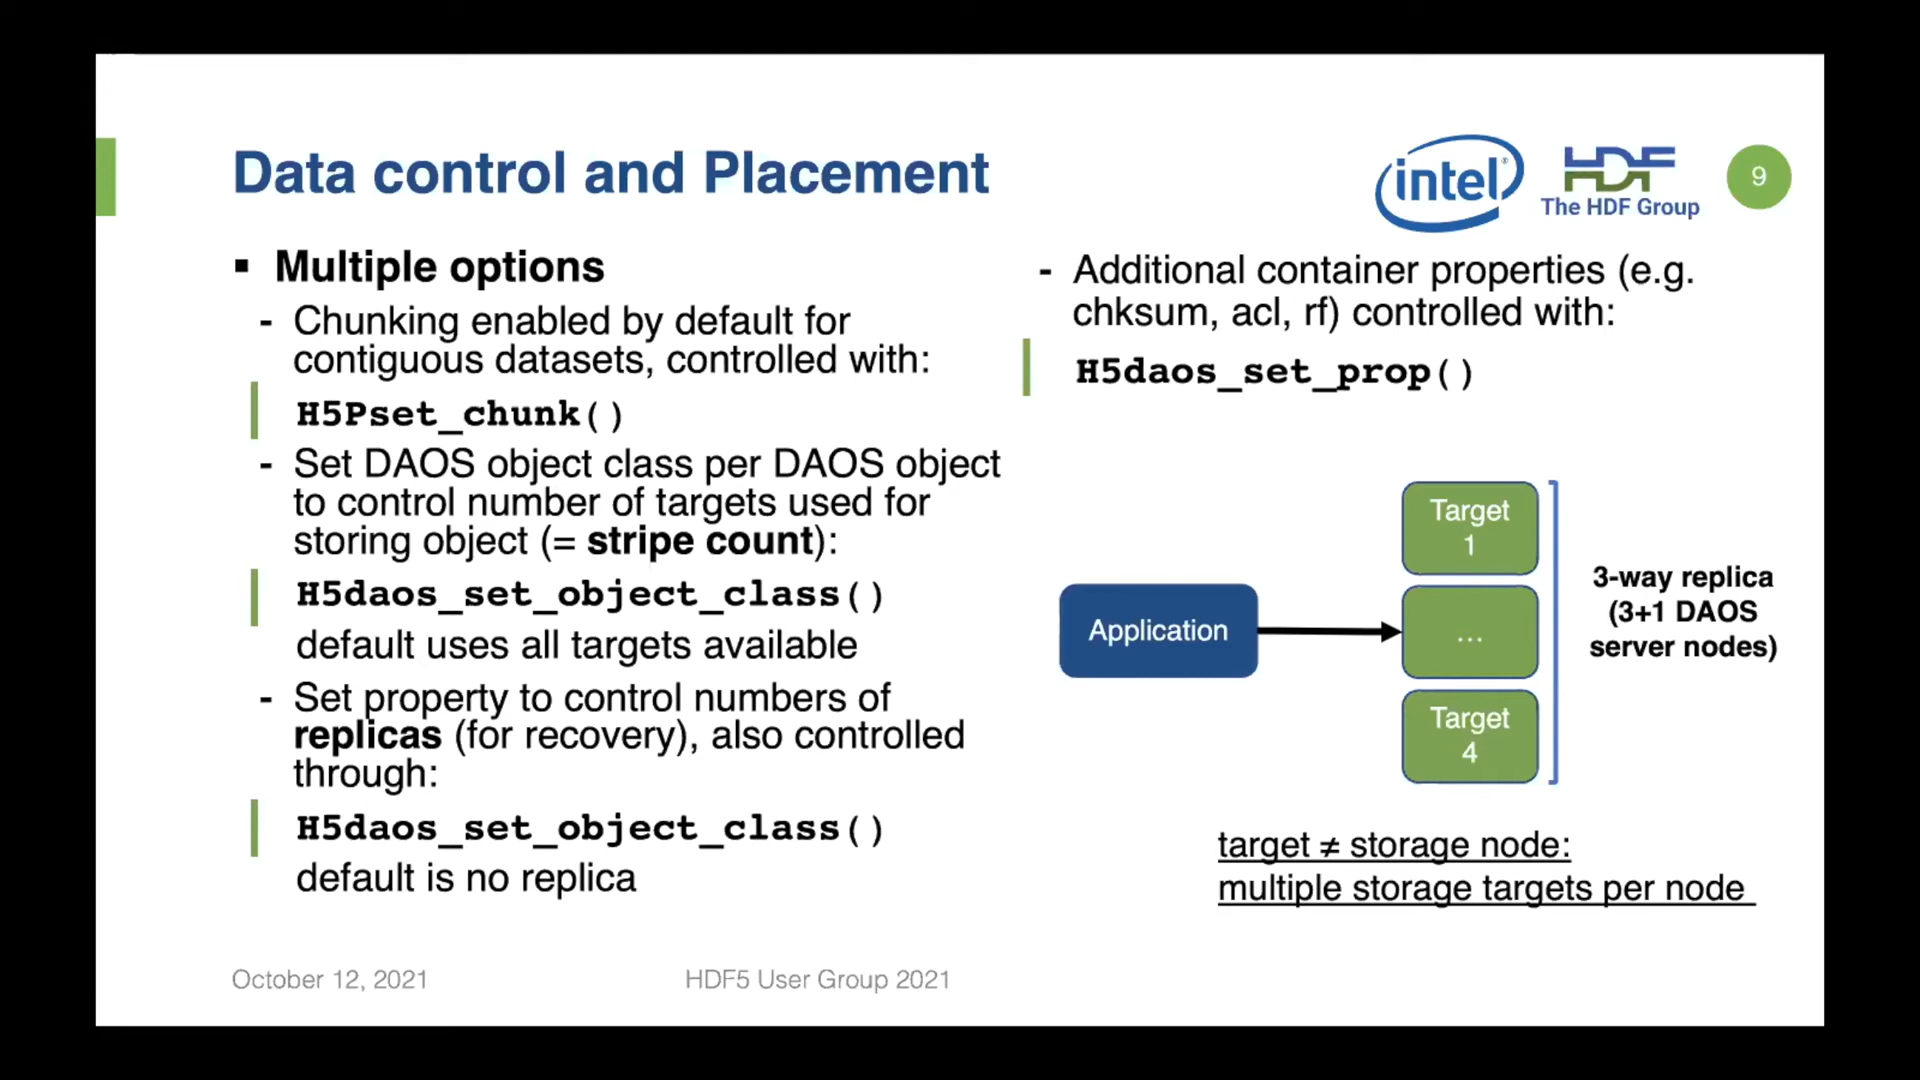 Data control and Placement
intel®
HDF
The HDF Group
9
▪ Multiple options
- Chunking enabled by default for
contiguous datasets, controlled with:
H5Pset_chunk()
- Set DAOS object class per DAOS object
to control number of targets used for
storing object (= stripe count):
H5daos_set_object_class()
default uses all targets available
- Set property to control numbers of
replicas (for recovery), also controlled
through:
H5daos_set_object_class()
default is no replica
- Additional container properties (e.g.
chksum, acl, rf) controlled with:
H5daos_set_prop()
Application
Target
1
...
Target
4
3-way replica
(3+1 DAOS
server nodes)
target ≠ storage node:
multiple storage targets per node
October 12, 2021
HDF5 User Group 2021